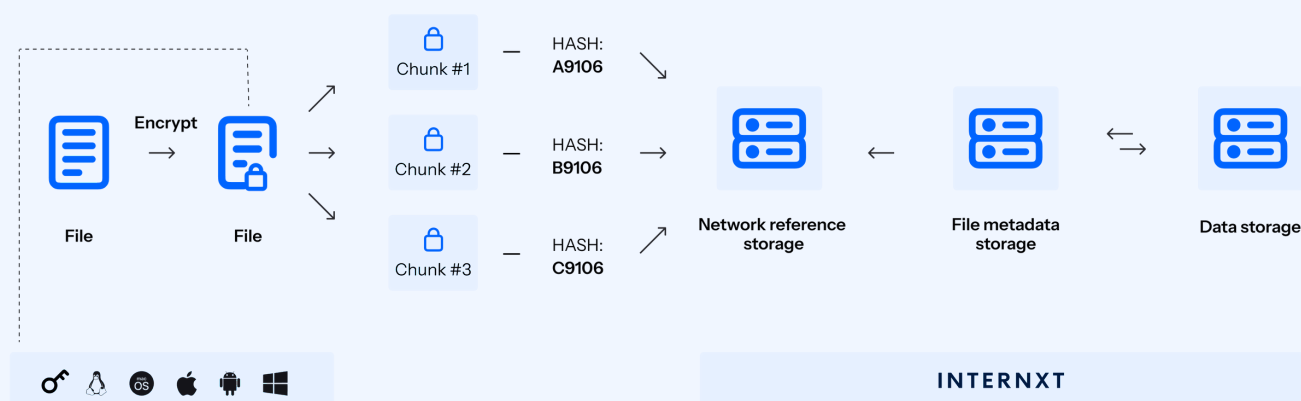 Encrypt
File
File
Chunk #1
HASH:
A9106
Chunk #2
HASH:
B9106
Chunk #3
HASH:
C9106
Network reference
storage
File metadata
storage
Data storage
macOS
INTERNXT